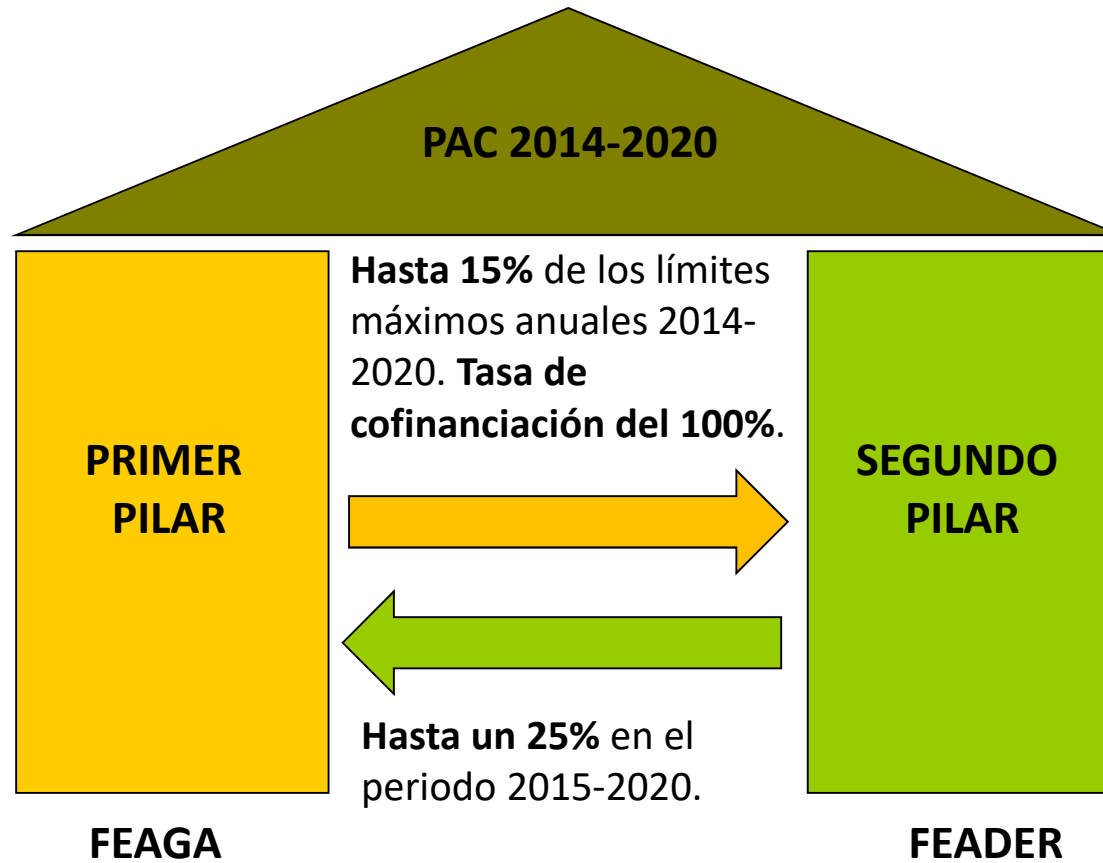 PAC 2014-2020
Hasta 15% de los límites
máximos anuales 2014-
2020. Tasa de
cofinanciación del 100%.
PRIMER
PILAR
SEGUNDO
PILAR
Hasta un 25% en el
periodo 2015-2020.
FEAGA
FEADER